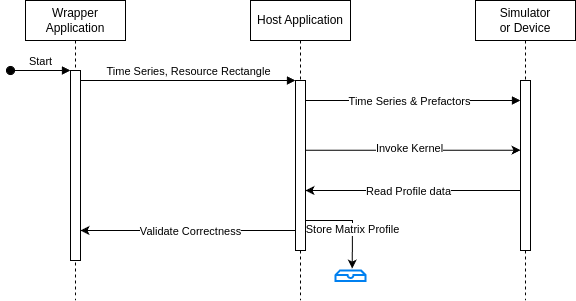 Wrapper
Application
Host Application
Simulator
or Device
Start
Time Series, Resource Rectangle
Time Series & Prefactors
Invoke Kernel
Read Profile data
Store Matrix Profile
Validate Correctness